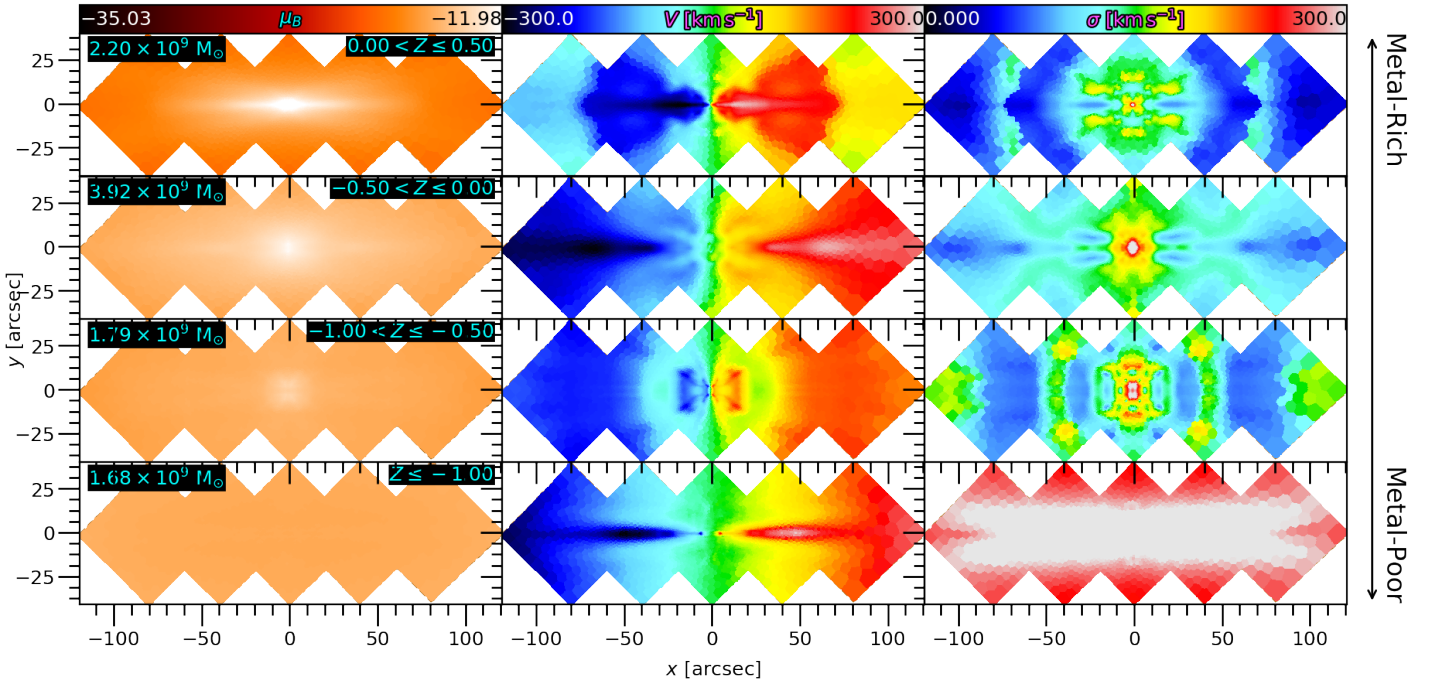 −35.03 μ_B −11.98 −300.0 V [km s⁻¹] 300.0 0.000 σ [km s⁻¹] 300.0
2.20 × 10⁹ M⊙ 0.00 < Z ≤ 0.50
25
0
−25
3.92 × 10⁹ M⊙ −0.50 < Z ≤ 0.00
25
0
−25
1.79 × 10⁹ M⊙ −1.00 < Z ≤ −0.50
25
0
−25
1.68 × 10⁹ M⊙ Z ≤ −1.00
25
0
−25
−100 −50 0 50 100 −100 −50 0 50 100 −100 −50 0 50 100
x [arcsec]
y [arcsec]
Metal-Rich
Metal-Poor